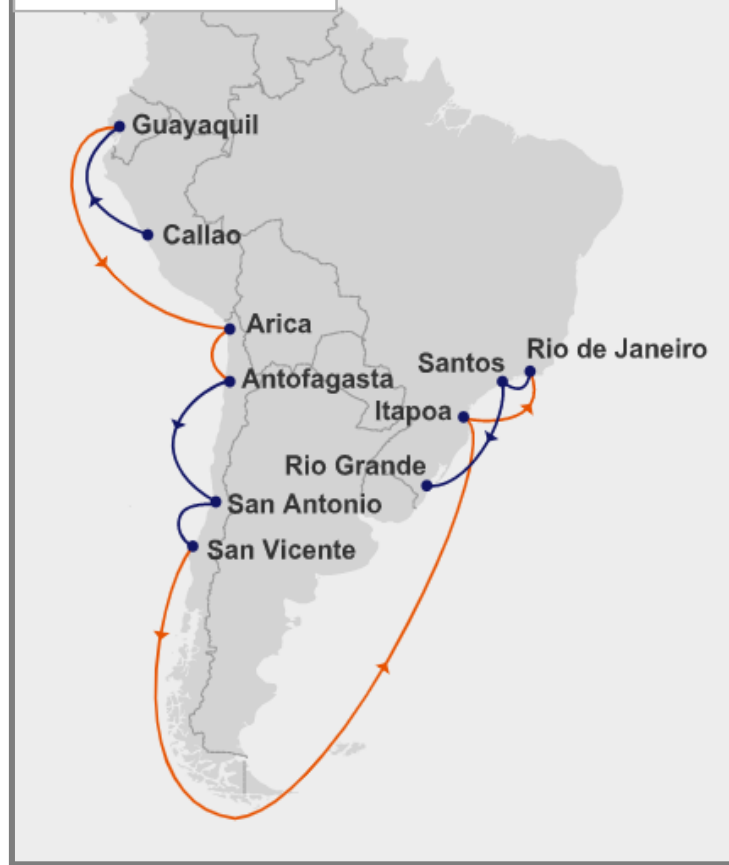 Guayaquil
Callao
Arica
Rio de Janeiro
Santos
Antofagasta
Itapoa
Rio Grande
San Antonio
San Vicente